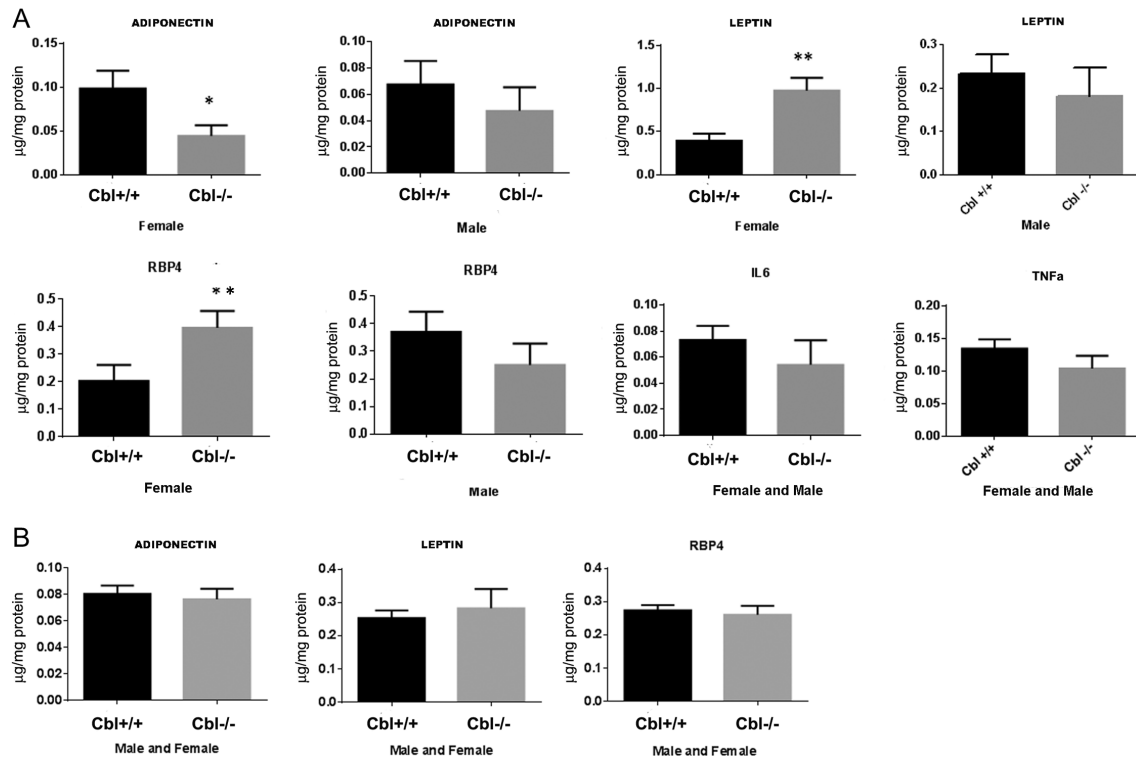 A
ADIPONECTIN
µg/mg protein
0.15
0.10
0.05
0.00
*
Cbl+/+ Cbl-/-
Female
ADIPONECTIN
µg/mg protein
0.10
0.08
0.06
0.04
0.02
0.00
Cbl+/+ Cbl-/-
Male
LEPTIN
µg/mg protein
1.5
1.0
0.5
0.0
**
Cbl+/+ Cbl-/-
Female
LEPTIN
µg/mg protein
0.3
0.2
0.1
0.0
Cbl +/+ Cbl -/-
Male
RBP4
µg/mg protein
0.5
0.4
0.3
0.2
0.1
0.0
**
Cbl+/+ Cbl-/-
Female
RBP4
µg/mg protein
0.5
0.4
0.3
0.2
0.1
0.0
Cbl+/+ Cbl-/-
Male
IL6
µg/mg protein
0.10
0.08
0.06
0.04
0.02
0.00
Cbl+/+ Cbl-/-
Female and Male
TNFa
µg/mg protein
0.20
0.15
0.10
0.05
0.00
Cbl +/+ Cbl -/-
Female and Male
B
ADIPONECTIN
µg/mg protein
0.10
0.08
0.06
0.04
0.02
0.00
Cbl+/+ Cbl-/-
Male and Female
LEPTIN
µg/mg protein
0.4
0.3
0.2
0.1
0.0
Cbl+/+ Cbl-/-
Male and Female
RBP4
µg/mg protein
0.4
0.3
0.2
0.1
0.0
Cbl+/+ Cbl-/-
Male and Female